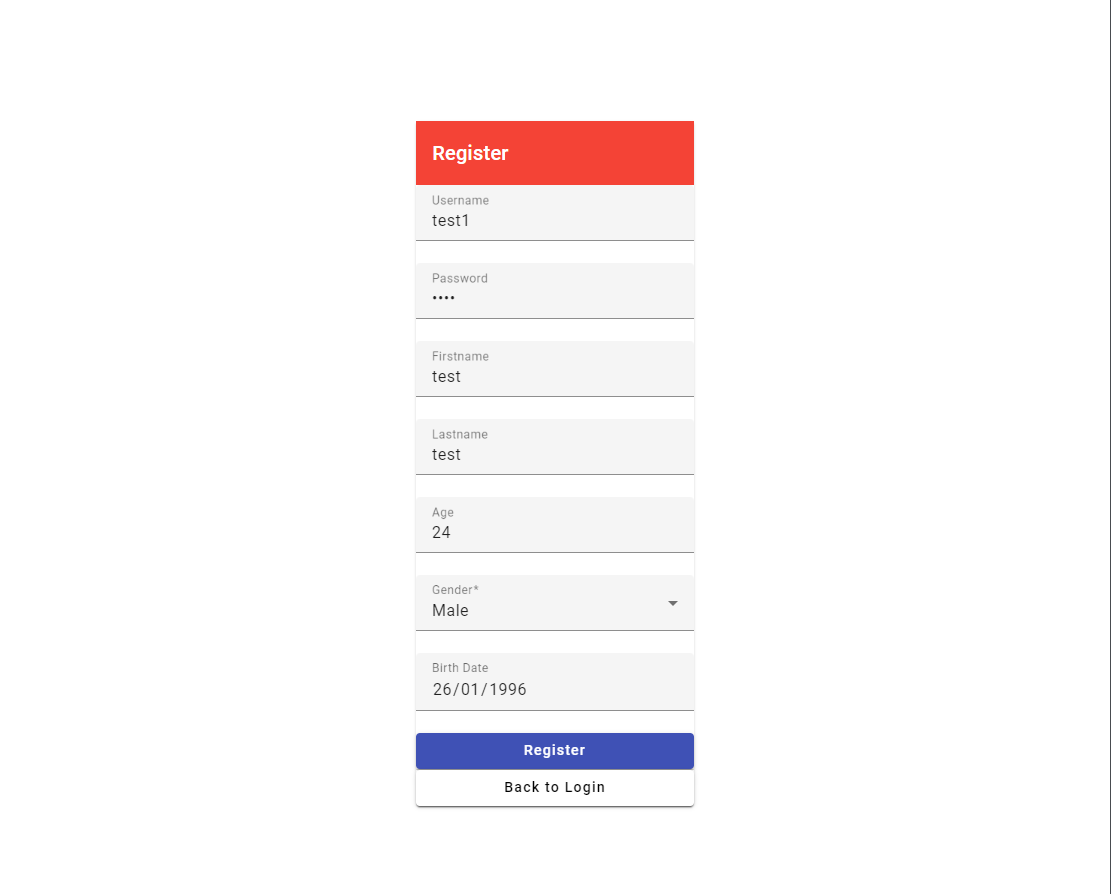 Register
Username
test1
Password
••••
Firstname
test
Lastname
test
Age
24
Gender*
Male
Birth Date
26/01/1996
Register
Back to Login